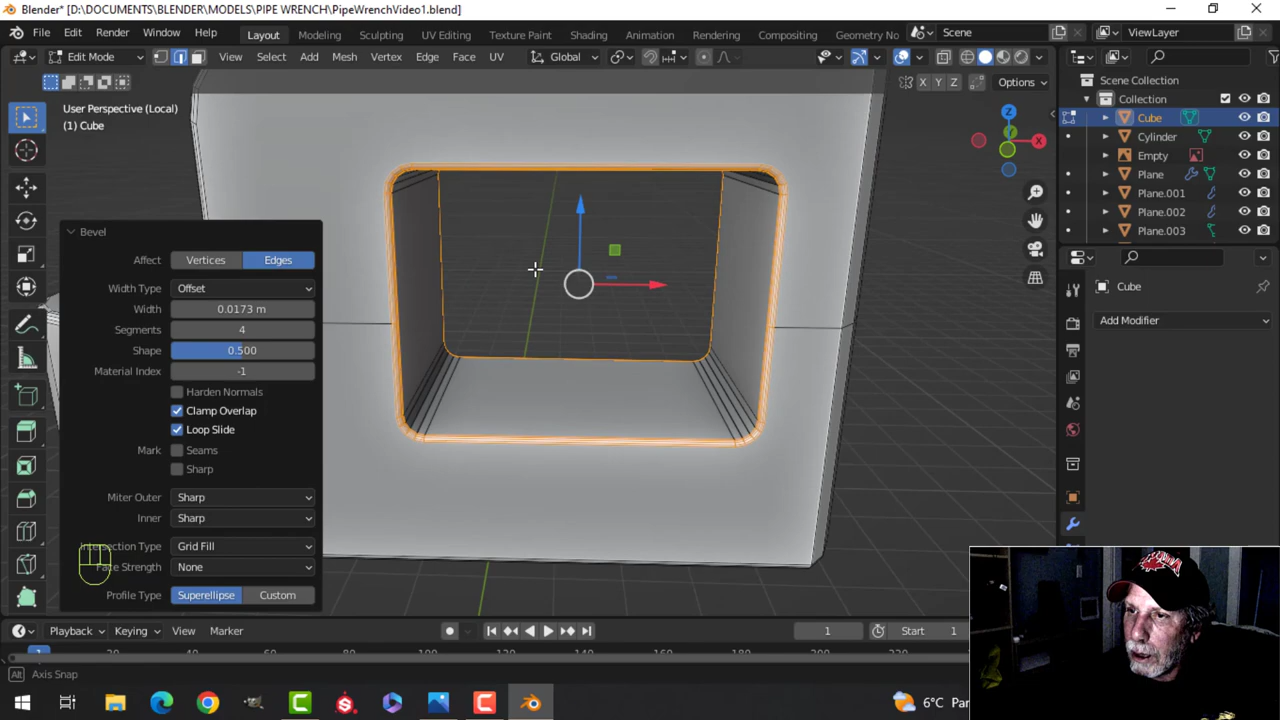 Blender* [D:\DOCUMENTS\BLENDER\MODELS\PIPE WRENCH\PipeWrenchVideo1.blend]
File Edit Render Window Help Layout Modeling Sculpting UV Editing Texture Paint Shading Animation Rendering Compositing Geometry No Scene ViewLayer
Edit Mode View Select Add Mesh Vertex Edge Face UV Global
X Y Z Options
User Perspective (Local)
(1) Cube
Scene Collection
Collection
Cube
Cylinder
Empty
Plane
Plane.001
Plane.002
Plane.003
Z
X
Cube
Add Modifier
Bevel
Affect Vertices Edges
Width Type Offset
Width 0.0173 m
Segments 4
Shape 0.500
Material Index -1
Harden Normals
Clamp Overlap
Loop Slide
Mark Seams
Sharp
Miter Outer Sharp
Inner Sharp
Intersection Type Grid Fill
Face Strength None
Profile Type Superellipse Custom
Playback Keying View Marker 1 Start 1
Alt Axis Snap
6°C Par